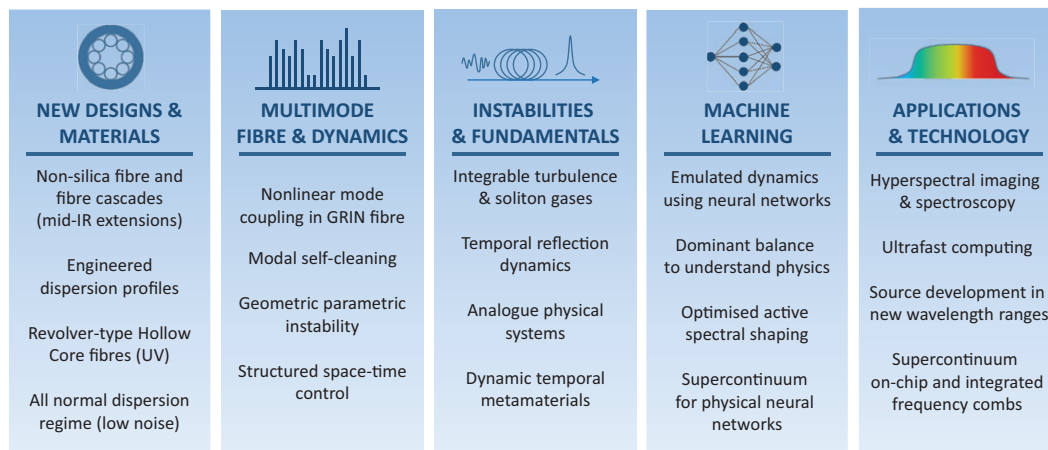 NEW DESIGNS &
MATERIALS
Non-silica fibre and
fibre cascades
(mid-IR extensions)
Engineered
dispersion profiles
Revolver-type Hollow
Core fibres (UV)
All normal dispersion
regime (low noise)
MULTIMODE
FIBRE & DYNAMICS
Nonlinear mode
coupling in GRIN fibre
Modal self-cleaning
Geometric parametric
instability
Structured space-time
control
INSTABILITIES
& FUNDAMENTALS
Integrable turbulence
& soliton gases
Temporal reflection
dynamics
Analogue physical
systems
Dynamic temporal
metamaterials
MACHINE
LEARNING
Emulated dynamics
using neural networks
Dominant balance
to understand physics
Optimised active
spectral shaping
Supercontinuum
for physical neural
networks
APPLICATIONS
& TECHNOLOGY
Hyperspectral imaging
& spectroscopy
Ultrafast computing
Source development in
new wavelength ranges
Supercontinuum
on-chip and integrated
frequency combs